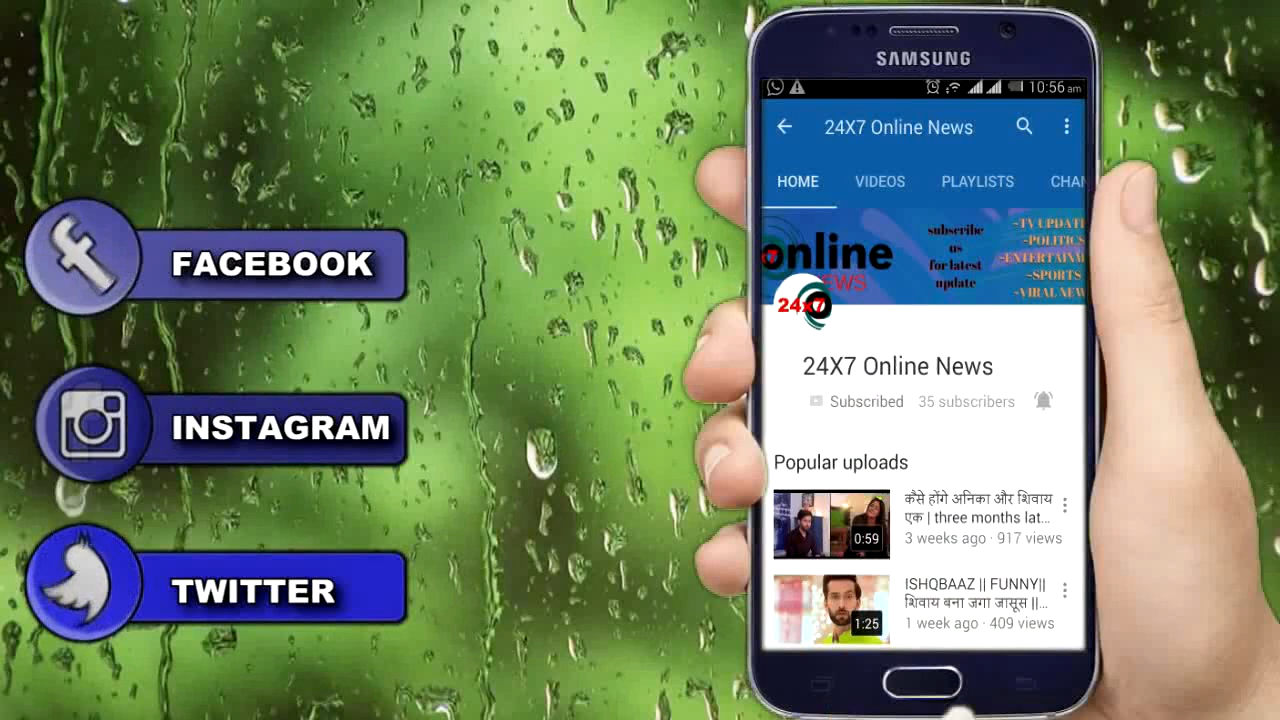 FACEBOOK
INSTAGRAM
TWITTER
SAMSUNG
10:56 am
24X7 Online News
HOME VIDEOS PLAYLISTS CHAN
online
NEWS
subscribe
us
for latest
update
~TV UPDATE
~POLITICS
~ENTERTAINM
~SPORTS
~VIRAL NEW
24x7
24X7 Online News
Subscribed 35 subscribers
Popular uploads
कैसे होंगे अनिका और शिवाय
एक | three months lat...
3 weeks ago · 917 views
0:59
ISHQBAAZ || FUNNY||
शिवाय बना जगा जासूस ||...
1 week ago · 409 views
1:25